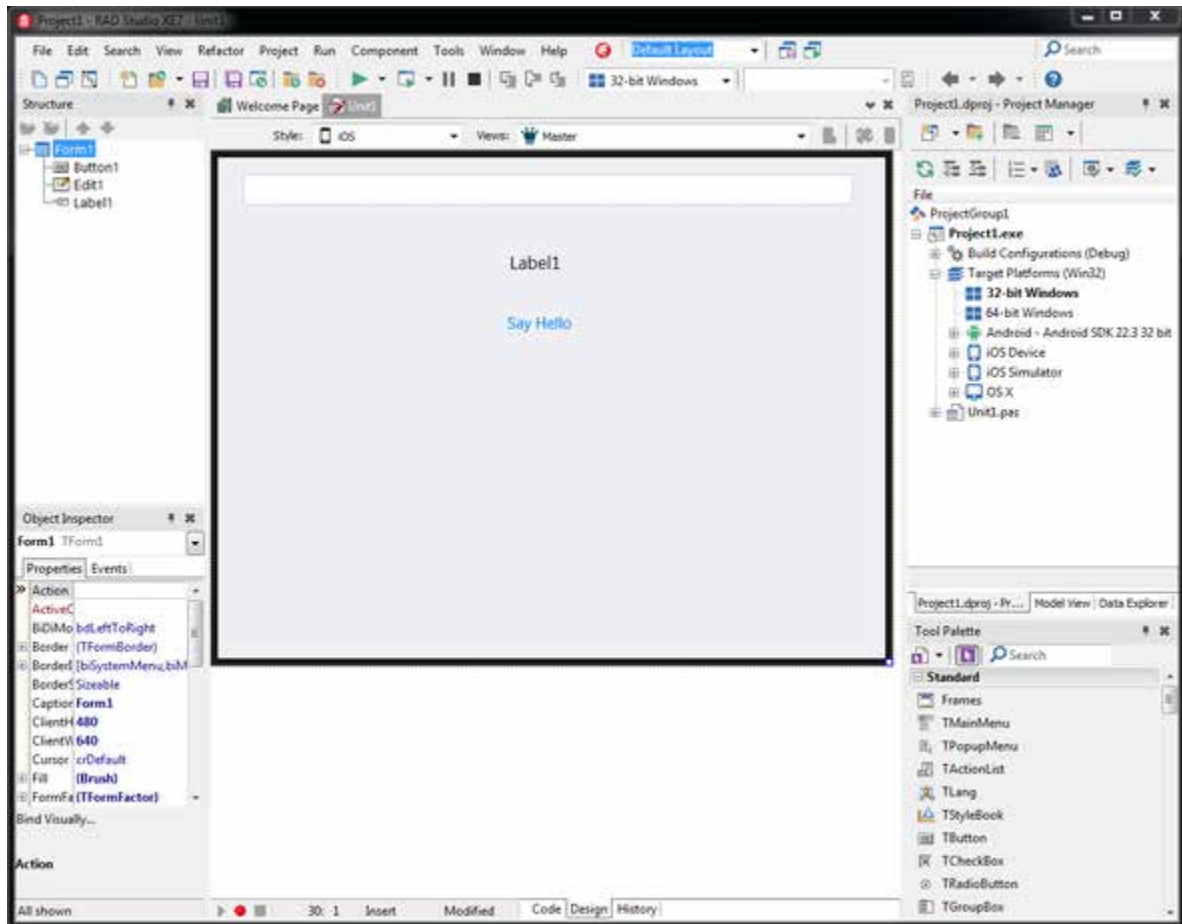 Project1 - RAD Studio XE7 - Unit1
File Edit Search View Refactor Project Run Component Tools Window Help Default Layout Search
32-bit Windows
Structure
Form1
Button1
Edit1
Label1
Welcome Page Unit1
Style: iOS Views: Master
Label1
Say Hello
Object Inspector
Form1 TForm1
Properties Events
Action
ActiveC
BiDiMo bdLeftToRight
Border (TFormBorder)
BorderI [biSystemMenu,biM
BorderS Sizeable
Caption Form1
ClientH 480
ClientW 640
Cursor crDefault
Fill (Brush)
FormFa (TFormFactor)
Bind Visually...
Action
All shown
30: 1 Insert Modified Code Design History
Project1.dproj - Project Manager
File
ProjectGroup1
Project1.exe
Build Configurations (Debug)
Target Platforms (Win32)
32-bit Windows
64-bit Windows
Android - Android SDK 22.3 32 bit
iOS Device
iOS Simulator
OS X
Unit1.pas
Project1.dproj - Pr... Model View Data Explorer
Tool Palette
Search
Standard
Frames
TMainMenu
TPopupMenu
TActionList
TLang
TStyleBook
TButton
TCheckBox
TRadioButton
TGroupBox